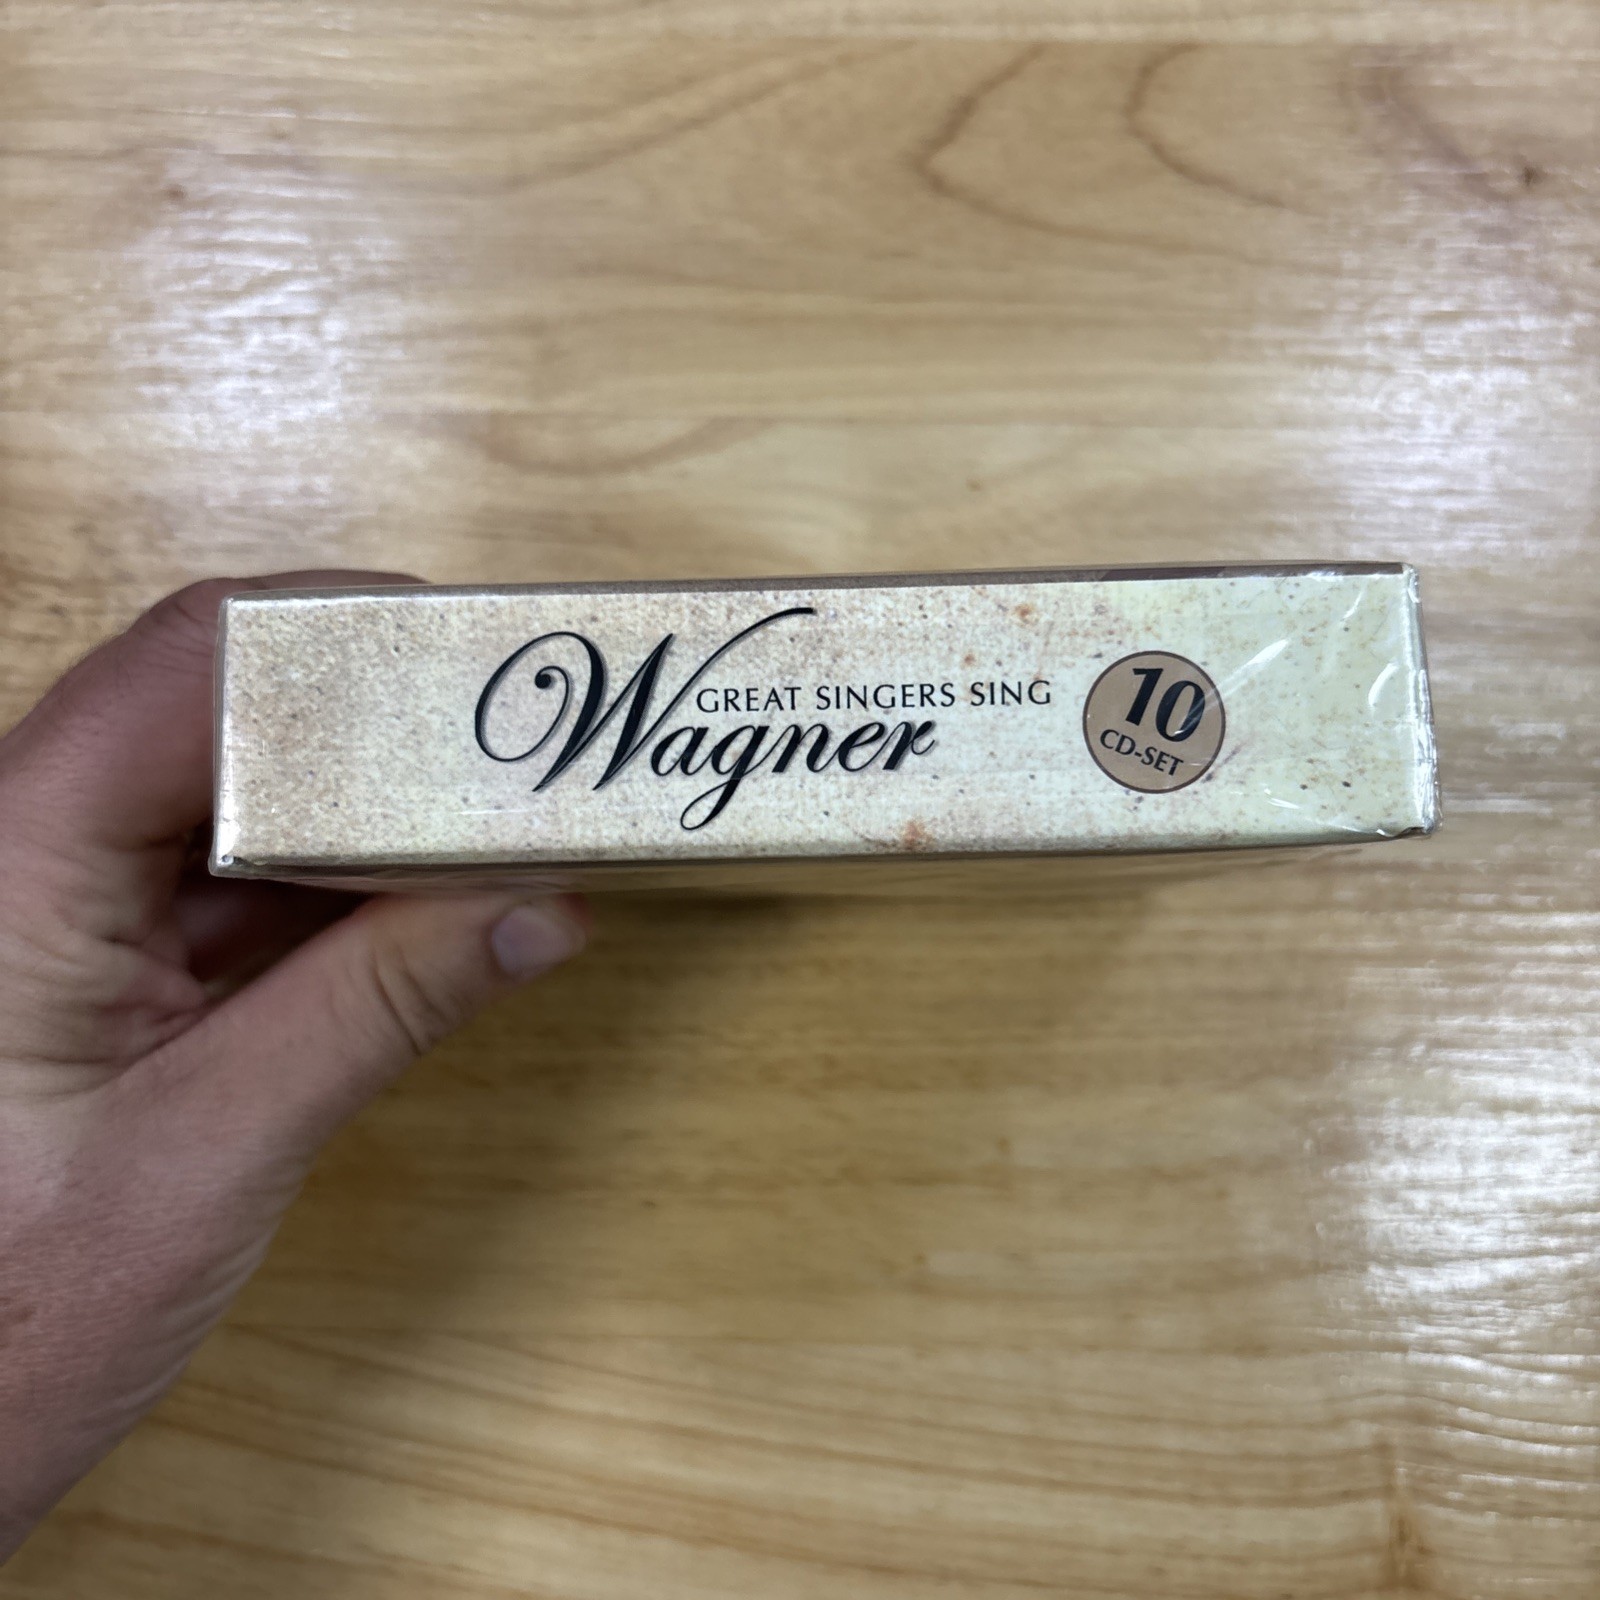 GREAT SINGERS SING
Wagner
10
CD-SET